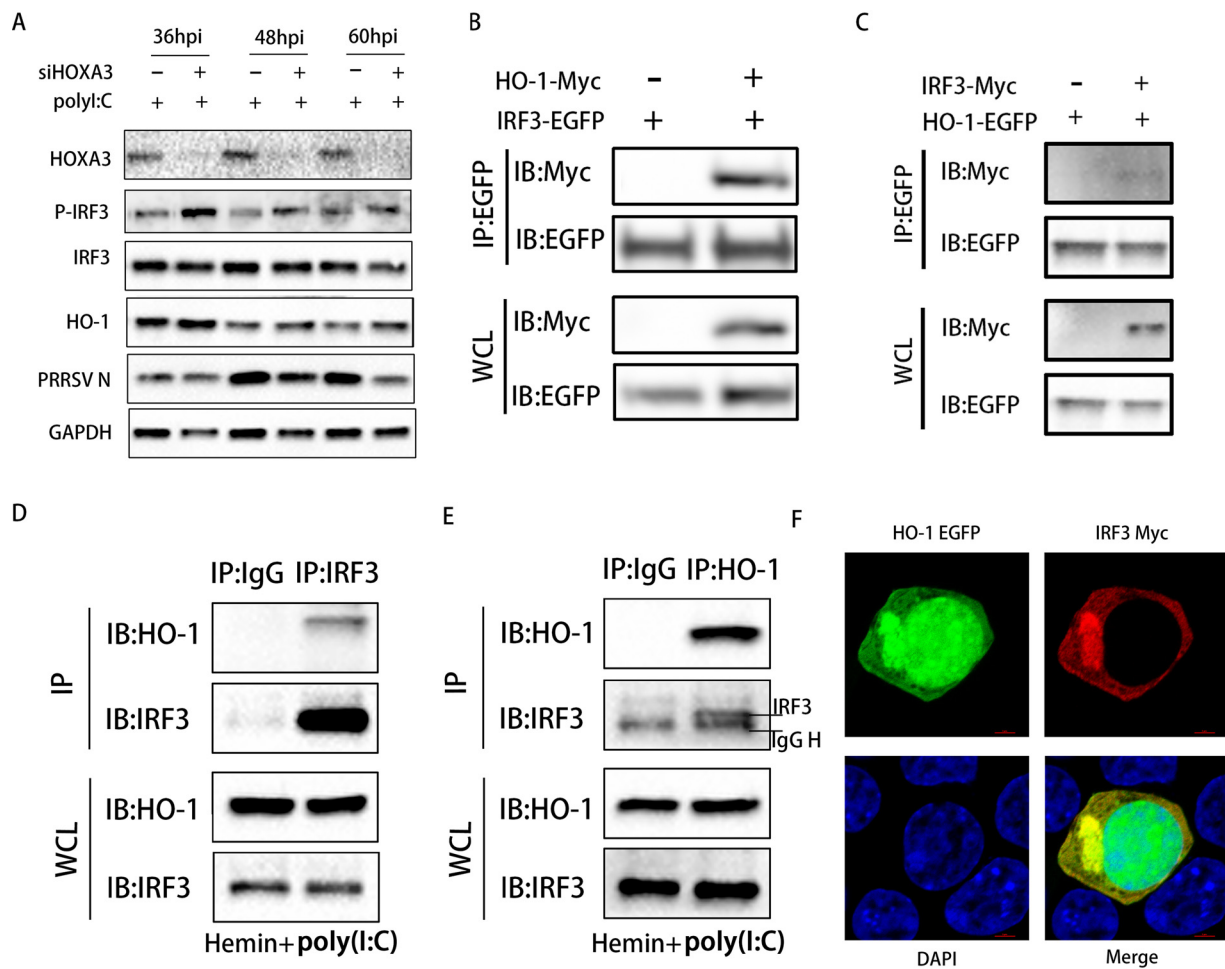 A
36hpi 48hpi 60hpi
siHOXA3 − + − + − +
polyI:C + + + + + +
HOXA3
P-IRF3
IRF3
HO-1
PRRSV N
GAPDH
B
HO-1-Myc − +
IRF3-EGFP + +
IP:EGFP
IB:Myc
IB:EGFP
WCL
IB:Myc
IB:EGFP
C
IRF3-Myc − +
HO-1-EGFP + +
IP:EGFP
IB:Myc
IB:EGFP
WCL
IB:Myc
IB:EGFP
D
IP:IgG IP:IRF3
IP
IB:HO-1
IB:IRF3
WCL
IB:HO-1
IB:IRF3
Hemin+poly(I:C)
E
IP:IgG IP:HO-1
IP
IB:HO-1
IB:IRF3
IRF3
IgG H
WCL
IB:HO-1
IB:IRF3
Hemin+poly(I:C)
F
HO-1 EGFP IRF3 Myc
DAPI Merge